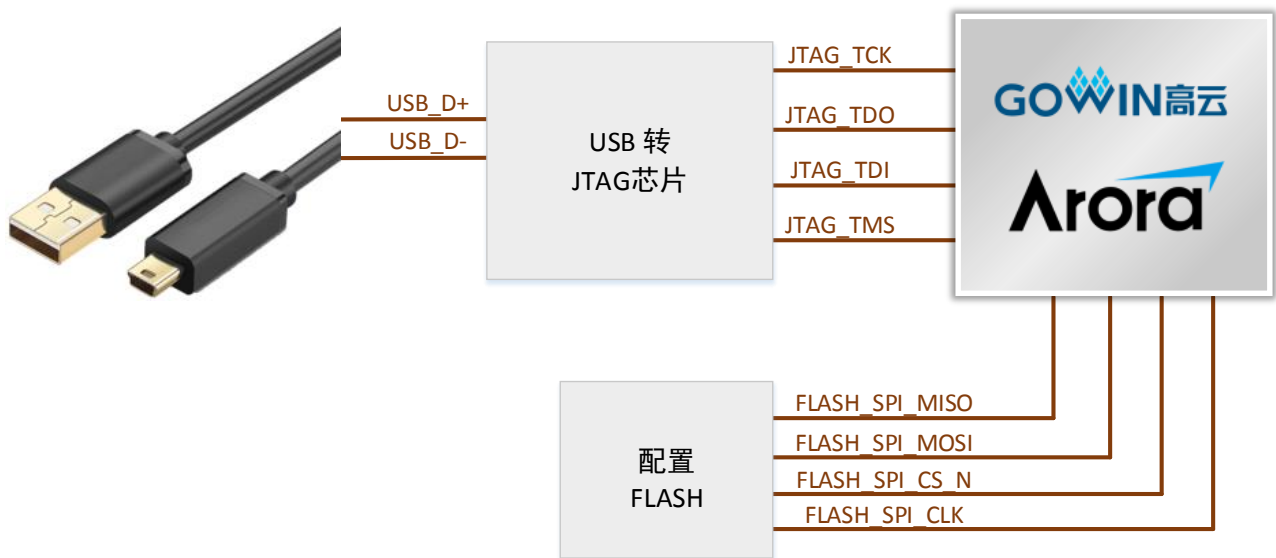 USB_D+
USB_D-
USB 转
JTAG芯片
JTAG_TCK
JTAG_TDO
JTAG_TDI
JTAG_TMS
GOWIN高云
Arora
配置
FLASH
FLASH_SPI_MISO
FLASH_SPI_MOSI
FLASH_SPI_CS_N
FLASH_SPI_CLK